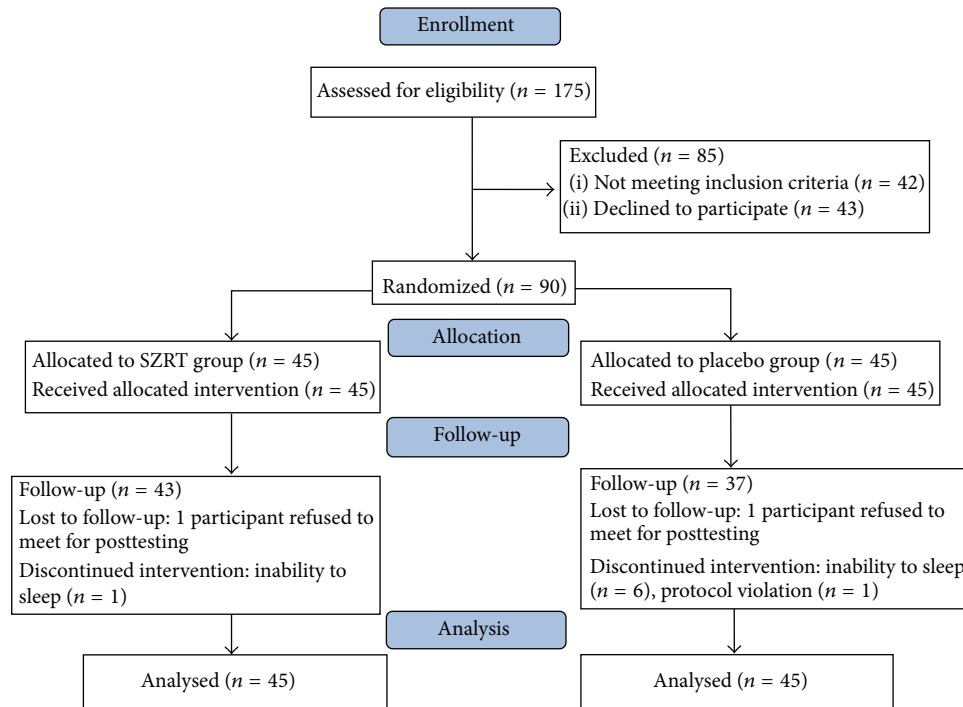 Enrollment
Assessed for eligibility (n = 175)
Excluded (n = 85)
(i) Not meeting inclusion criteria (n = 42)
(ii) Declined to participate (n = 43)
Randomized (n = 90)
Allocation
Allocated to SZRT group (n = 45)
Received allocated intervention (n = 45)
Allocated to placebo group (n = 45)
Received allocated intervention (n = 45)
Follow-up
Follow-up (n = 43)
Lost to follow-up: 1 participant refused to
meet for posttesting
Discontinued intervention: inability to
sleep (n = 1)
Follow-up (n = 37)
Lost to follow-up: 1 participant refused to
meet for posttesting
Discontinued intervention: inability to sleep
(n = 6), protocol violation (n = 1)
Analysis
Analysed (n = 45)
Analysed (n = 45)